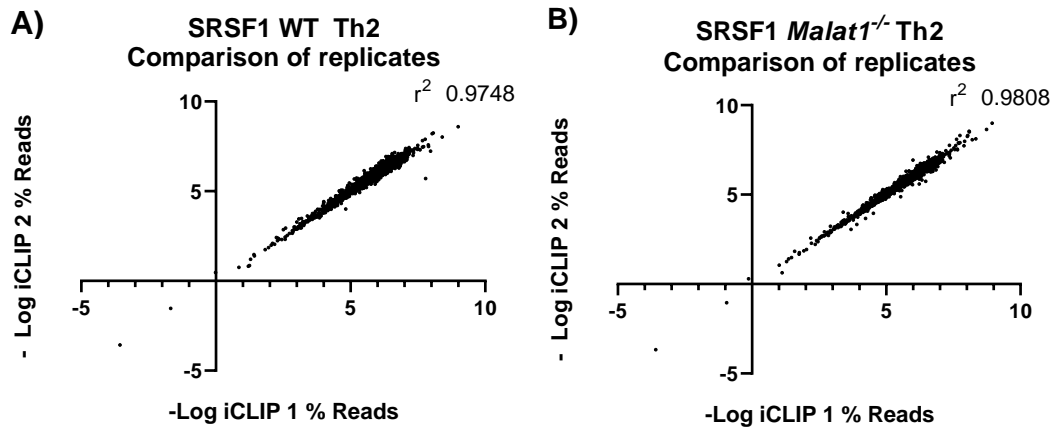 A)
SRSF1 WT Th2
Comparison of replicates
r² 0.9748
10
5
-5
5
10
-5
- Log iCLIP 2 % Reads
-Log iCLIP 1 % Reads
B)
SRSF1 Malat1-/- Th2
Comparison of replicates
r² 0.9808
10
5
-5
5
10
-5
- Log iCLIP 2 % Reads
-Log iCLIP 1 % Reads